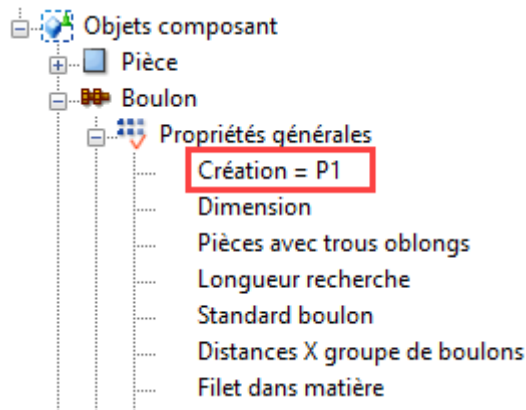 Objets composant
Pièce
Boulon
Propriétés générales
Création = P1
Dimension
Pièces avec trous oblongs
Longueur recherche
Standard boulon
Distances X groupe de boulons
Filet dans matière